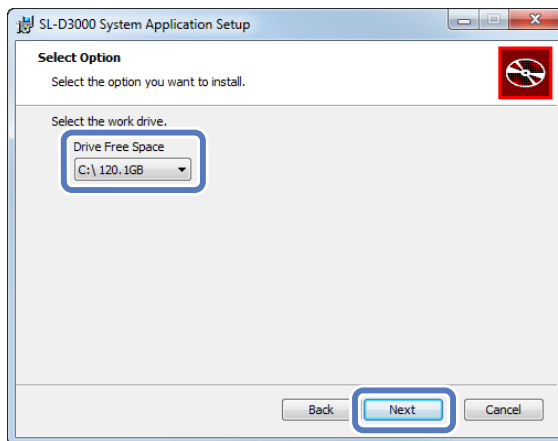 SL-D3000 System Application Setup
Select Option
Select the option you want to install.
Select the work drive.
Drive Free Space
C:\ 120.1GB
Back Next Cancel